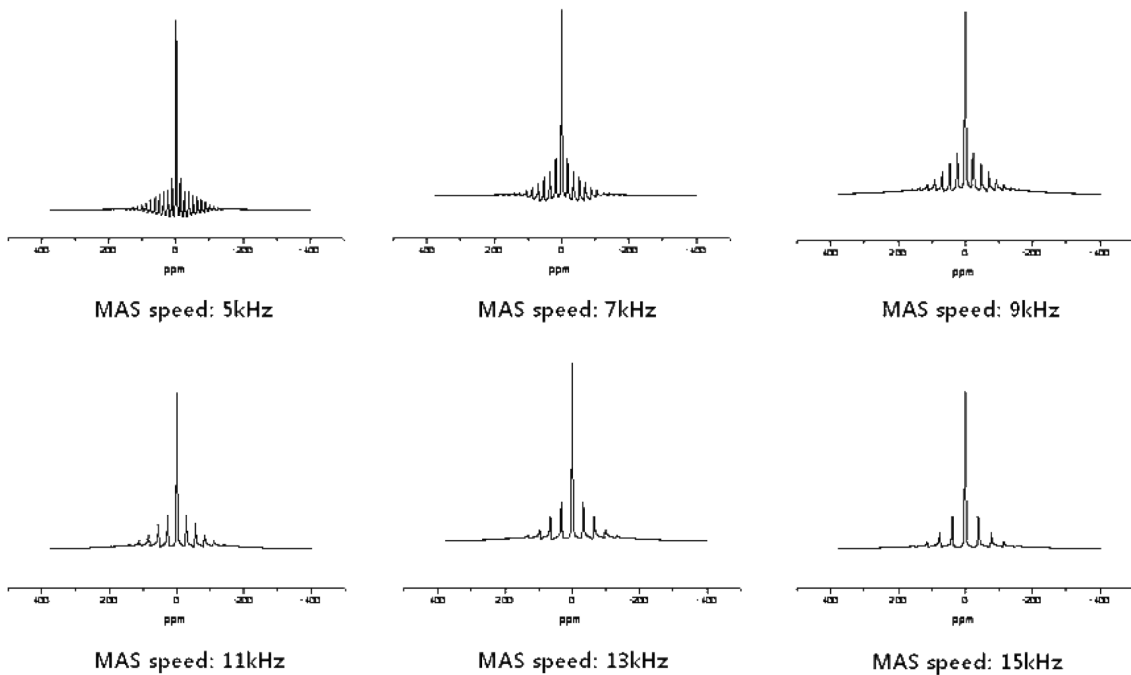 400 200 0 -200 -400
ppm
MAS speed: 5kHz
400 200 0 -200 -400
ppm
MAS speed: 7kHz
400 200 0 -200 -400
ppm
MAS speed: 9kHz
400 200 0 -200 -400
ppm
MAS speed: 11kHz
400 200 0 -200 -400
ppm
MAS speed: 13kHz
400 200 0 -200 -400
ppm
MAS speed: 15kHz